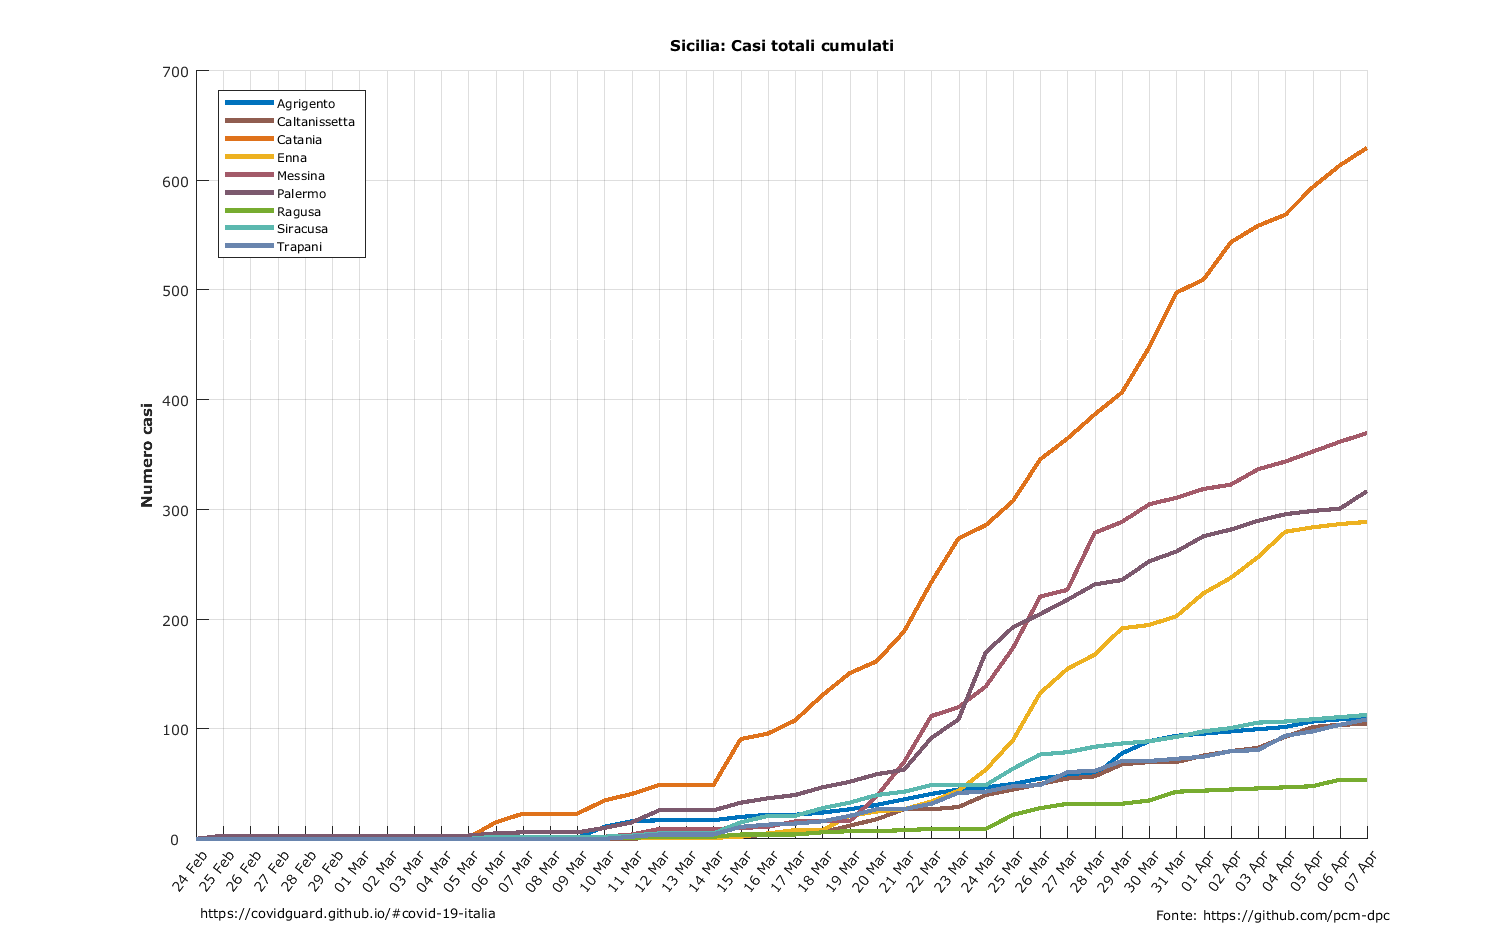 Sicilia: Casi totali cumulati
700
600
500
400
300
200
100
0
Numero casi
Agrigento
Caltanissetta
Catania
Enna
Messina
Palermo
Ragusa
Siracusa
Trapani
24 Feb
25 Feb
26 Feb
27 Feb
28 Feb
29 Feb
01 Mar
02 Mar
03 Mar
04 Mar
05 Mar
06 Mar
07 Mar
08 Mar
09 Mar
10 Mar
11 Mar
12 Mar
13 Mar
14 Mar
15 Mar
16 Mar
17 Mar
18 Mar
19 Mar
20 Mar
21 Mar
22 Mar
23 Mar
24 Mar
25 Mar
26 Mar
27 Mar
28 Mar
29 Mar
30 Mar
31 Mar
01 Apr
02 Apr
03 Apr
04 Apr
05 Apr
06 Apr
07 Apr
https://covidguard.github.io/#covid-19-italia
Fonte: https://github.com/pcm-dpc